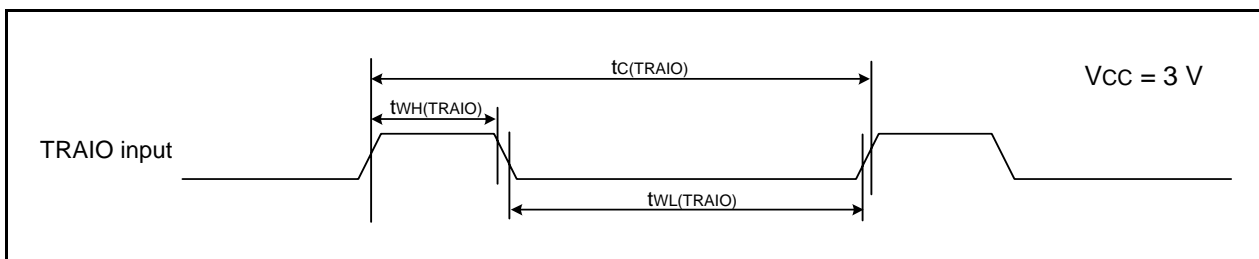 tC(TRAIO)
VCC = 3 V
tWH(TRAIO)
TRAIO input
tWL(TRAIO)